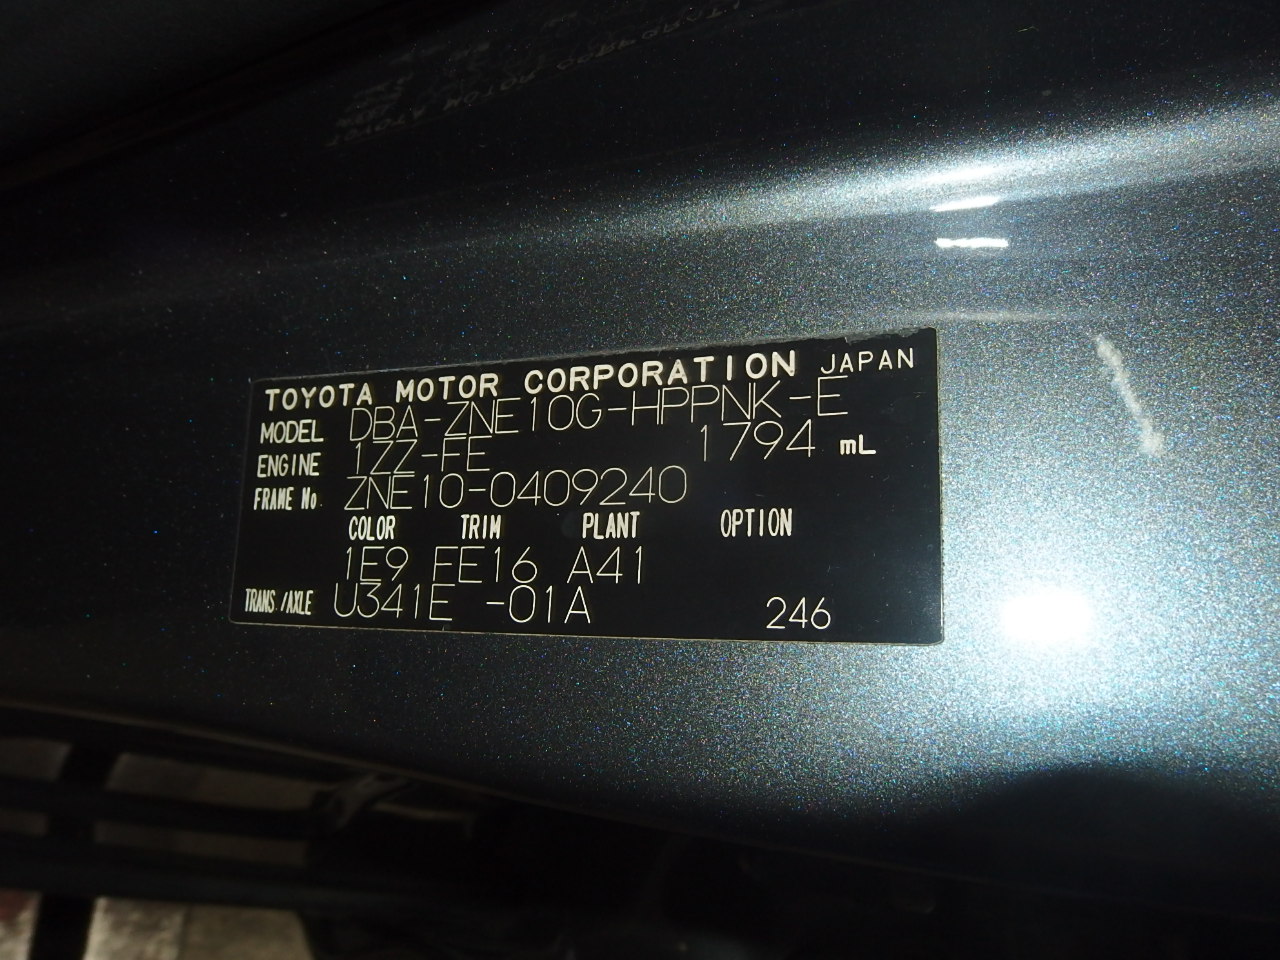 TOYOTA MOTOR CORPORATION JAPAN
MODEL DBA-ZNE10G-HPPNK-E
ENGINE 1ZZ-FE 1794 mL
FRAME No. ZNE10-0409240
COLOR TRIM PLANT OPTION
1E9 FE16 A41
TRANS./AXLE U341E -01A 246